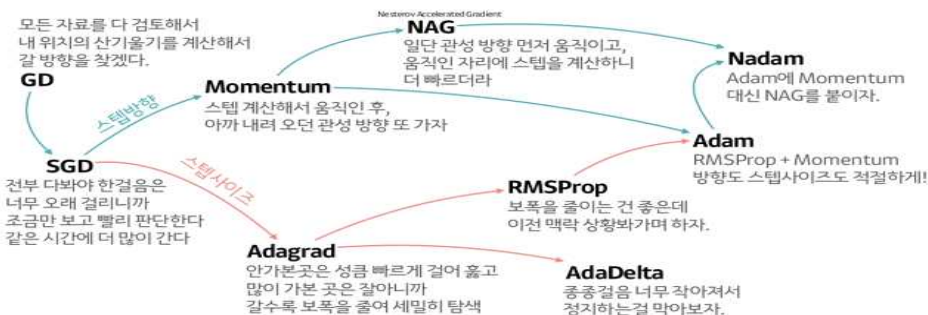 모든 자료를 다 검토해서
내 위치의 산기울기를 계산해서
갈 방향을 찾겠다.
GD
스텝방향
Nesterov Accelerated Gradient
NAG
일단 관성 방향 먼저 움직이고,
움직인 자리에 스텝을 계산하니
더 빠르더라
Nadam
Adam에 Momentum
대신 NAG를 붙이자.
Momentum
스텝 계산해서 움직인 후,
아까 내려 오던 관성 방향 또 가자
SGD
전부 다봐야 한걸음은
너무 오래 걸리니까
조금만 보고 빨리 판단한다
같은 시간에 더 많이 간다
스텝사이즈
Adam
RMSProp + Momentum
방향도 스텝사이즈도 적절하게!
RMSProp
보폭을 줄이는 건 좋은데
이전 맥락 상황봐가며 하자.
Adagrad
안가본곳은 성큼 빠르게 걸어 훑고
많이 가본 곳은 잘아니까
갈수록 보폭을 줄여 세밀히 탐색
AdaDelta
종종걸음 너무 작아져서
정지하는걸 막아보자.